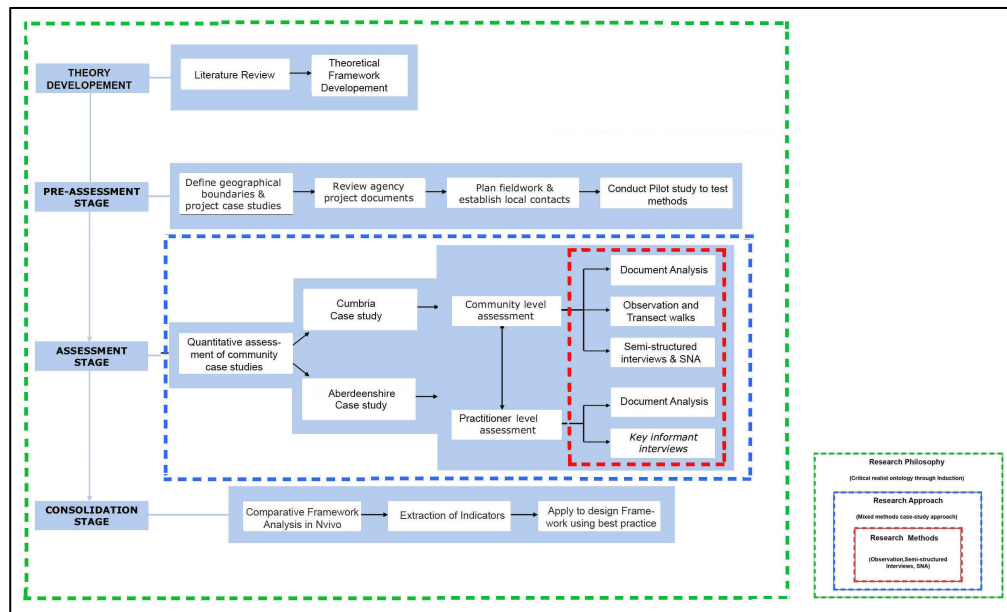 THEORY
DEVELOPEMENT
Literature Review
Theoretical
Framework
Developement
PRE-ASSESSMENT
STAGE
Define geographical
boundaries &
project case studies
Review agency
project documents
Plan fieldwork &
establish local contacts
Conduct Pilot study to test
methods
ASSESSMENT
STAGE
Quantitative assess-
ment of community
case studies
Cumbria
Case study
Aberdeenshire
Case study
Community level
assessment
Practitioner level
assessment
Document Analysis
Observation and
Transect walks
Semi-structured
interviews & SNA
Document Analysis
Key informant
interviews
CONSOLIDATION
STAGE
Comparative Framework
Analysis in Nvivo
Extraction of Indicators
Apply to design Frame-
work using best practice
Research Philosophy
(Critical realist ontology through Induction)
Research Approach
(Mixed methods case-study approach)
Research Methods
(Observation,Semi-structured
Interviews, SNA)